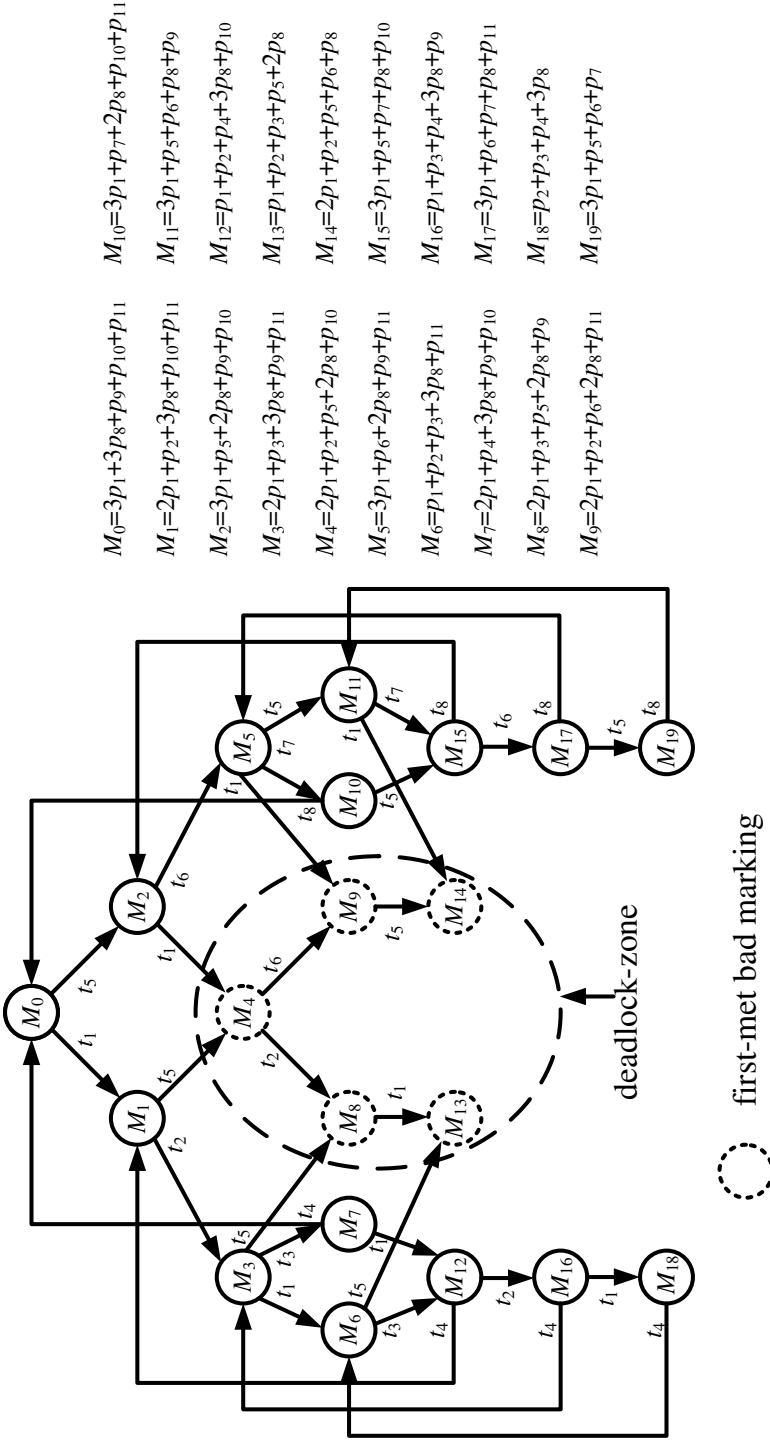 M₀
t₁ t₅
M₁ M₂
t₂ t₅ t₁ t₆
M₃ M₄ M₅
t₁ t₃ t₄ t₅ t₂ t₆ t₁ t₈ t₇ t₅
M₆ M₇ M₈ M₉ M₁₀ M₁₁
t₃ t₅ t₁ t₁ t₅ t₅ t₁ t₇
M₁₂ M₁₃ M₁₄ M₁₅
t₄ t₂ t₆ t₈
M₁₆ M₁₇
t₄ t₁ t₅ t₈
M₁₈ M₁₉
t₄ t₈
deadlock-zone
first-met bad marking
M₀=3p₁+3p₈+p₉+p₁₀+p₁₁
M₁=2p₁+p₂+3p₈+p₁₀+p₁₁
M₂=3p₁+p₅+2p₈+p₉+p₁₀
M₃=2p₁+p₃+3p₈+p₉+p₁₁
M₄=2p₁+p₂+p₅+2p₈+p₁₀
M₅=3p₁+p₆+2p₈+p₉+p₁₁
M₆=p₁+p₂+p₃+3p₈+p₁₁
M₇=2p₁+p₄+3p₈+p₉+p₁₀
M₈=2p₁+p₃+p₅+2p₈+p₉
M₉=2p₁+p₂+p₆+2p₈+p₁₁
M₁₀=3p₁+p₇+2p₈+p₁₀+p₁₁
M₁₁=3p₁+p₅+p₆+p₈+p₉
M₁₂=p₁+p₂+p₄+3p₈+p₁₀
M₁₃=p₁+p₂+p₃+p₅+2p₈
M₁₄=2p₁+p₂+p₅+p₆+p₈
M₁₅=3p₁+p₅+p₇+p₈+p₁₀
M₁₆=p₁+p₃+p₄+3p₈+p₉
M₁₇=3p₁+p₆+p₇+p₈+p₁₁
M₁₈=p₂+p₃+p₄+3p₈
M₁₉=3p₁+p₅+p₆+p₇